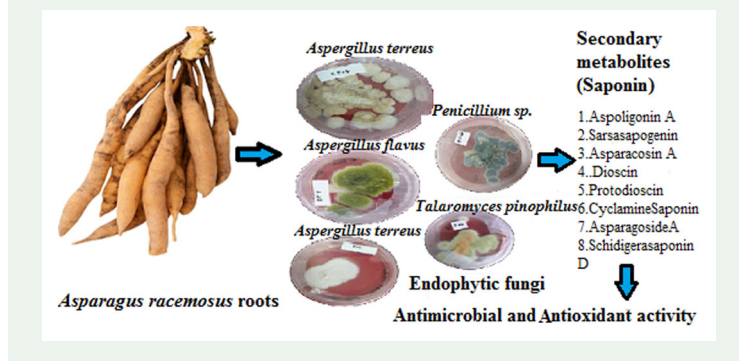 Aspergillus terreus
Penicillium sp.
Aspergillus flavus
Talaromyces pinophilus
Aspergillus terreus
Endophytic fungi
Asparagus racemosus roots
Secondary
metabolites
(Saponin)
1.Aspoligonin A
2.Sarsasapogenin
3.Asparacosin A
4..Dioscin
5.Protodioscin
6.CyclamineSaponin
7.AsparagosideA
8.Schidigerasaponin
D
Antimicrobial and Antioxidant activity